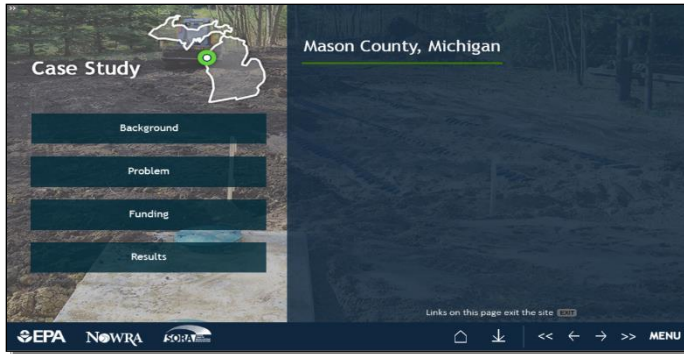 Case Study
Mason County, Michigan
Background
Problem
Funding
Results
Links on this page exit the site EXIT
EPA NOWRA SORA << >> MENU